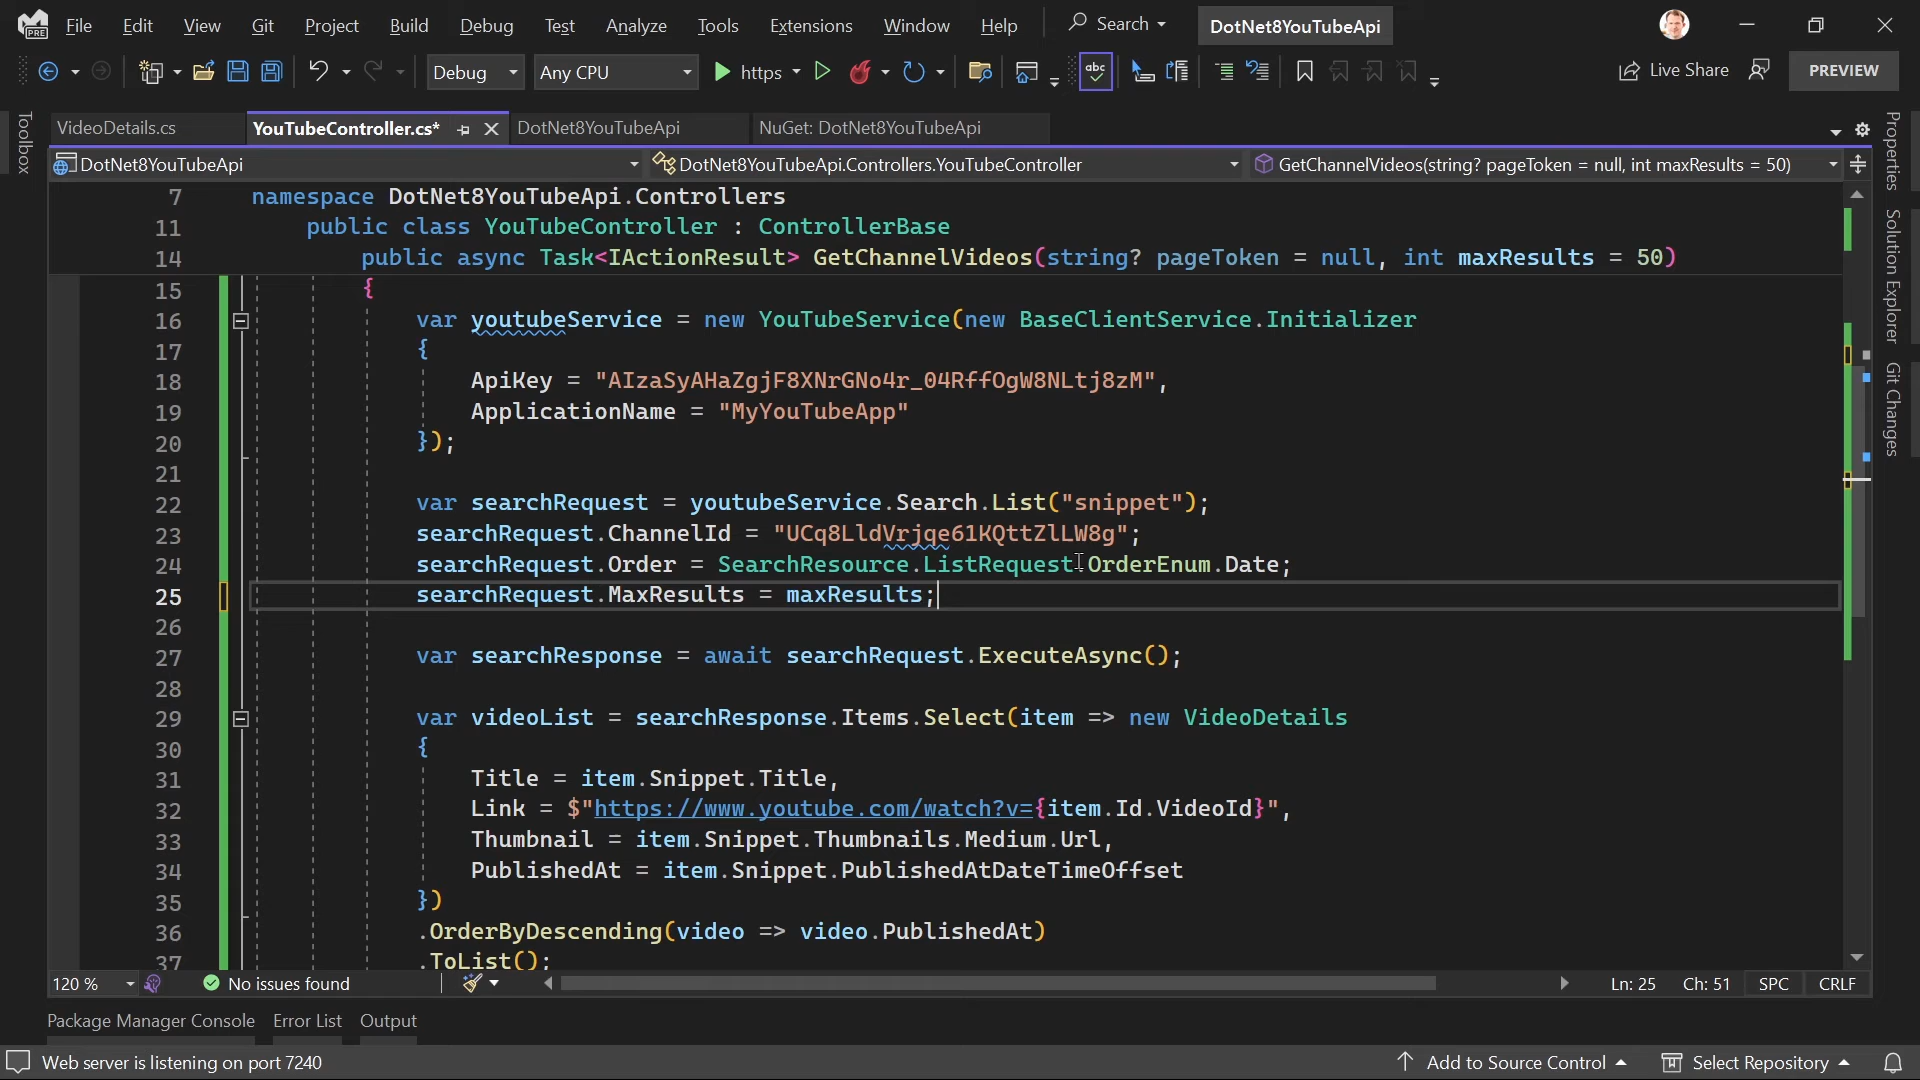 File Edit View Git Project Build Debug Test Analyze Tools Extensions Window Help Search DotNet8YouTubeApi
PRE
Debug Any CPU https abc Live Share PREVIEW
Toolbox
VideoDetails.cs YouTubeController.cs* DotNet8YouTubeApi NuGet: DotNet8YouTubeApi
DotNet8YouTubeApi DotNet8YouTubeApi.Controllers.YouTubeController GetChannelVideos(string? pageToken = null, int maxResults = 50)
Properties
Solution Explorer
Git Changes
7 namespace DotNet8YouTubeApi.Controllers
11 public class YouTubeController : ControllerBase
14 public async Task<IActionResult> GetChannelVideos(string? pageToken = null, int maxResults = 50)
15 {
16 var youtubeService = new YouTubeService(new BaseClientService.Initializer
17 {
18 ApiKey = "AIzaSyAHaZgjF8XNrGNo4r_04RffOgW8NLtj8zM",
19 ApplicationName = "MyYouTubeApp"
20 });
21
22 var searchRequest = youtubeService.Search.List("snippet");
23 searchRequest.ChannelId = "UCq8LldVrjqe61KQttZlLW8g";
24 searchRequest.Order = SearchResource.ListRequest.OrderEnum.Date;
25 searchRequest.MaxResults = maxResults;
26
27 var searchResponse = await searchRequest.ExecuteAsync();
28
29 var videoList = searchResponse.Items.Select(item => new VideoDetails
30 {
31 Title = item.Snippet.Title,
32 Link = $"https://www.youtube.com/watch?v={item.Id.VideoId}",
33 Thumbnail = item.Snippet.Thumbnails.Medium.Url,
34 PublishedAt = item.Snippet.PublishedAtDateTimeOffset
35 })
36 .OrderByDescending(video => video.PublishedAt)
37 .ToList();
120 % No issues found Ln: 25 Ch: 51 SPC CRLF
Package Manager Console Error List Output
Web server is listening on port 7240 Add to Source Control Select Repository